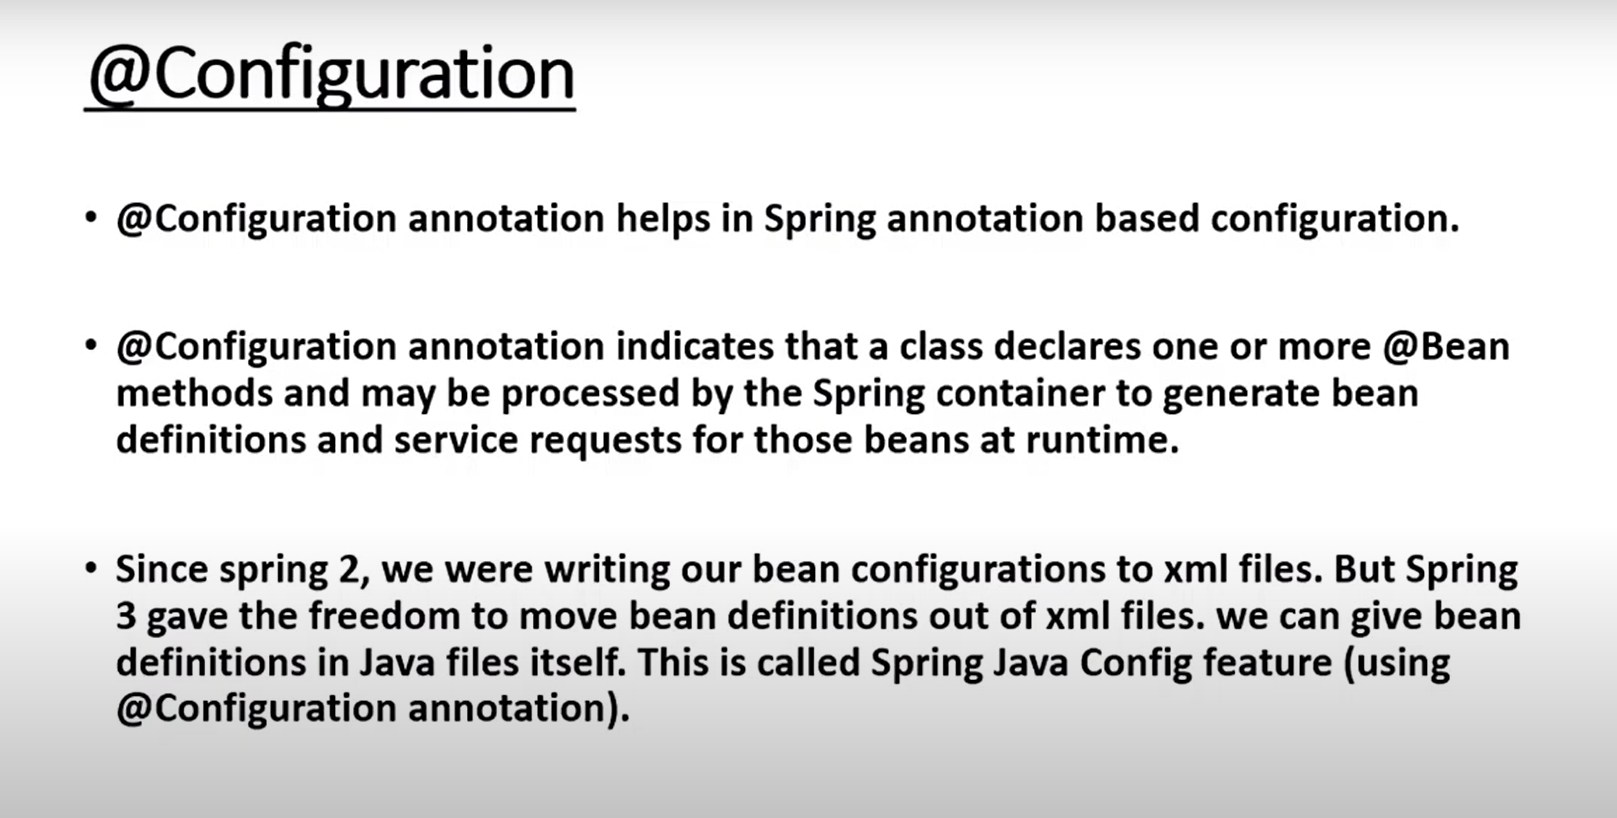 @Configuration
• @Configuration annotation helps in Spring annotation based configuration.
• @Configuration annotation indicates that a class declares one or more @Bean
methods and may be processed by the Spring container to generate bean
definitions and service requests for those beans at runtime.
• Since spring 2, we were writing our bean configurations to xml files. But Spring
3 gave the freedom to move bean definitions out of xml files. we can give bean
definitions in Java files itself. This is called Spring Java Config feature (using
@Configuration annotation).